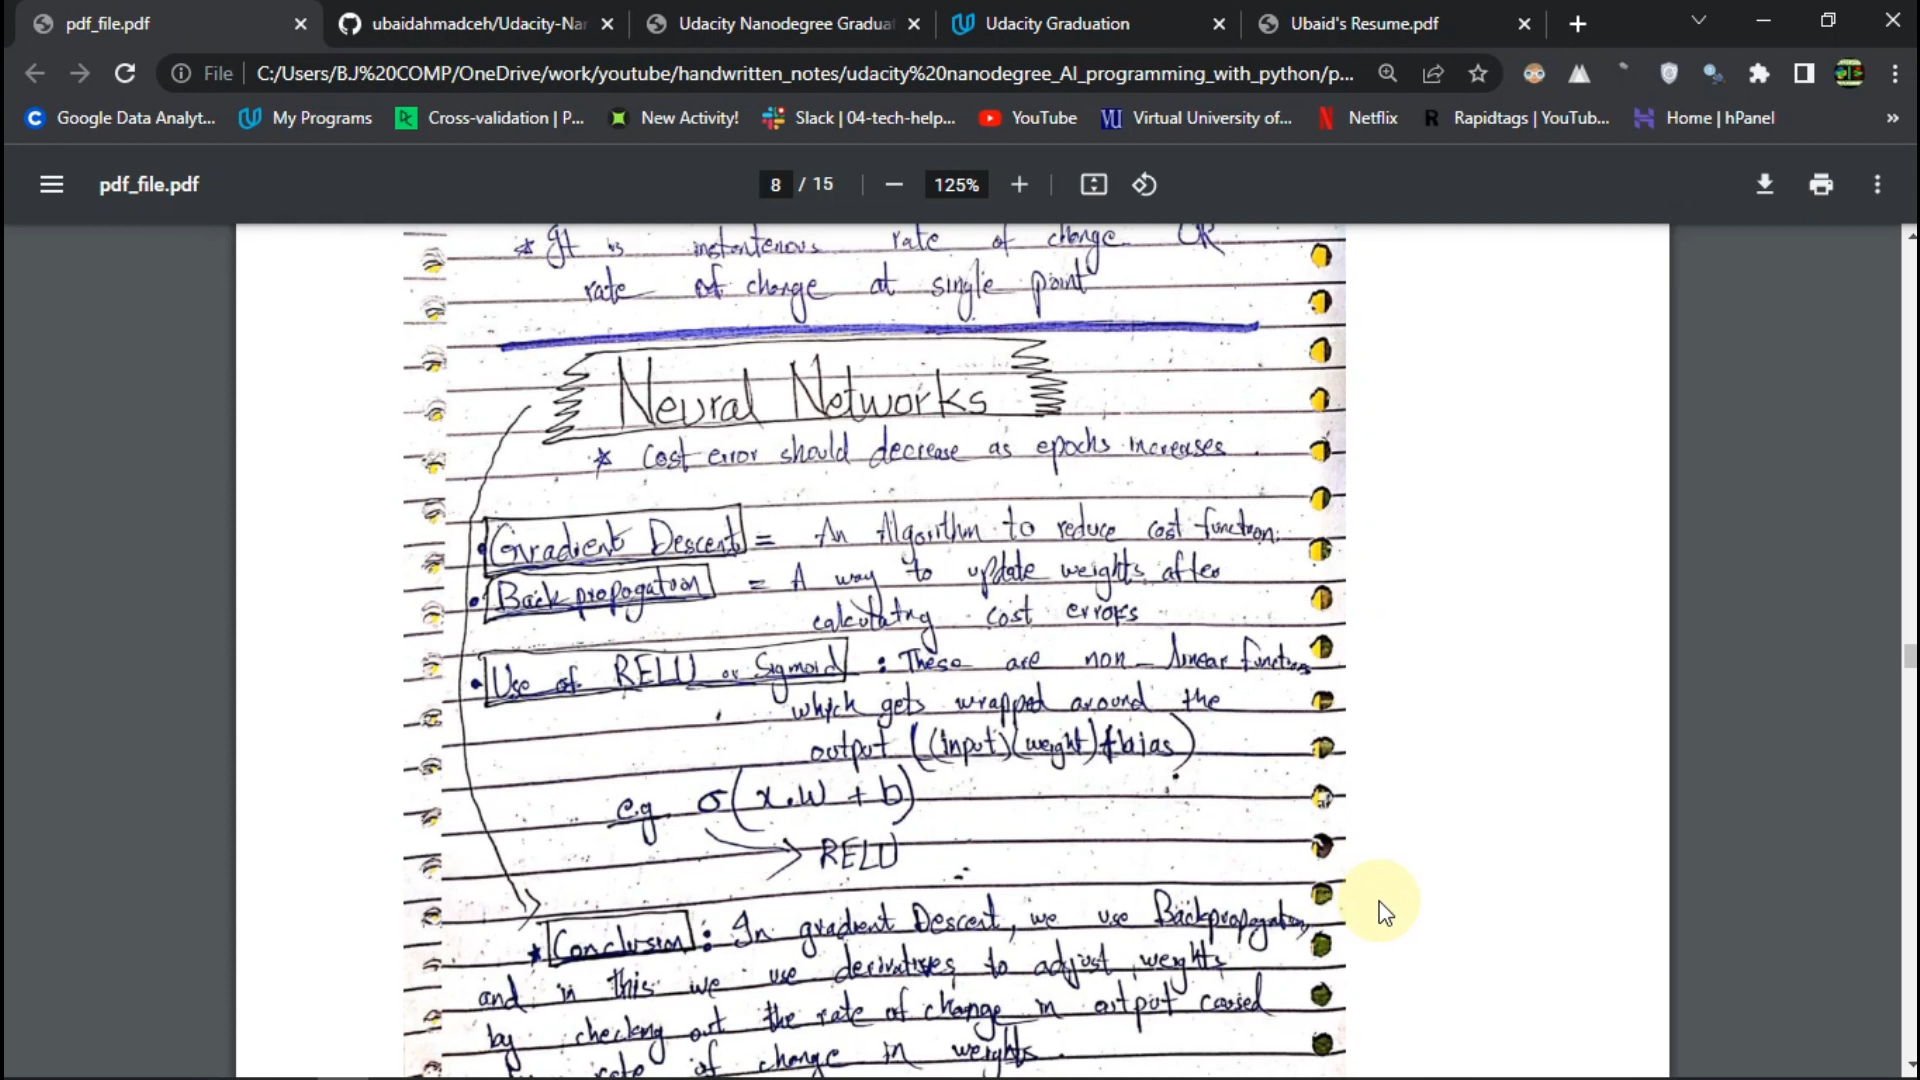 pdf_file.pdf
ubaidahmadceh/Udacity-Nar
Udacity Nanodegree Graduat
Udacity Graduation
Ubaid's Resume.pdf
File
C:/Users/BJ%20COMP/OneDrive/work/youtube/handwritten_notes/udacity%20nanodegree_AI_programming_with_python/p...
Google Data Analyt...
My Programs
Cross-validation | P...
New Activity!
Slack | 04-tech-help...
YouTube
Virtual University of...
Netflix
Rapidtags | YouTub...
Home | hPanel
»
pdf_file.pdf
8 / 15
125%
* It is instentenous rate of change OR
rate of change at single point
Neural Networks
* Cost error should decrease as epochs increases.
• Gradient Descent = An Algorithm to reduce cost function.
• Backpropogation = A way to update weights after
calculating cost errors
• Use of RELU or Sigmoid : These are non-linear functions
which gets wrapped around the
output ((input)(weight)+bias)
e.g σ(x.w + b)
RELU
* Conclusion: In gradient Descent, we use Backpropogation,
and in this we use derivatives to adjust weights
by checking out the rate of change in output caused
rate of change in weights.